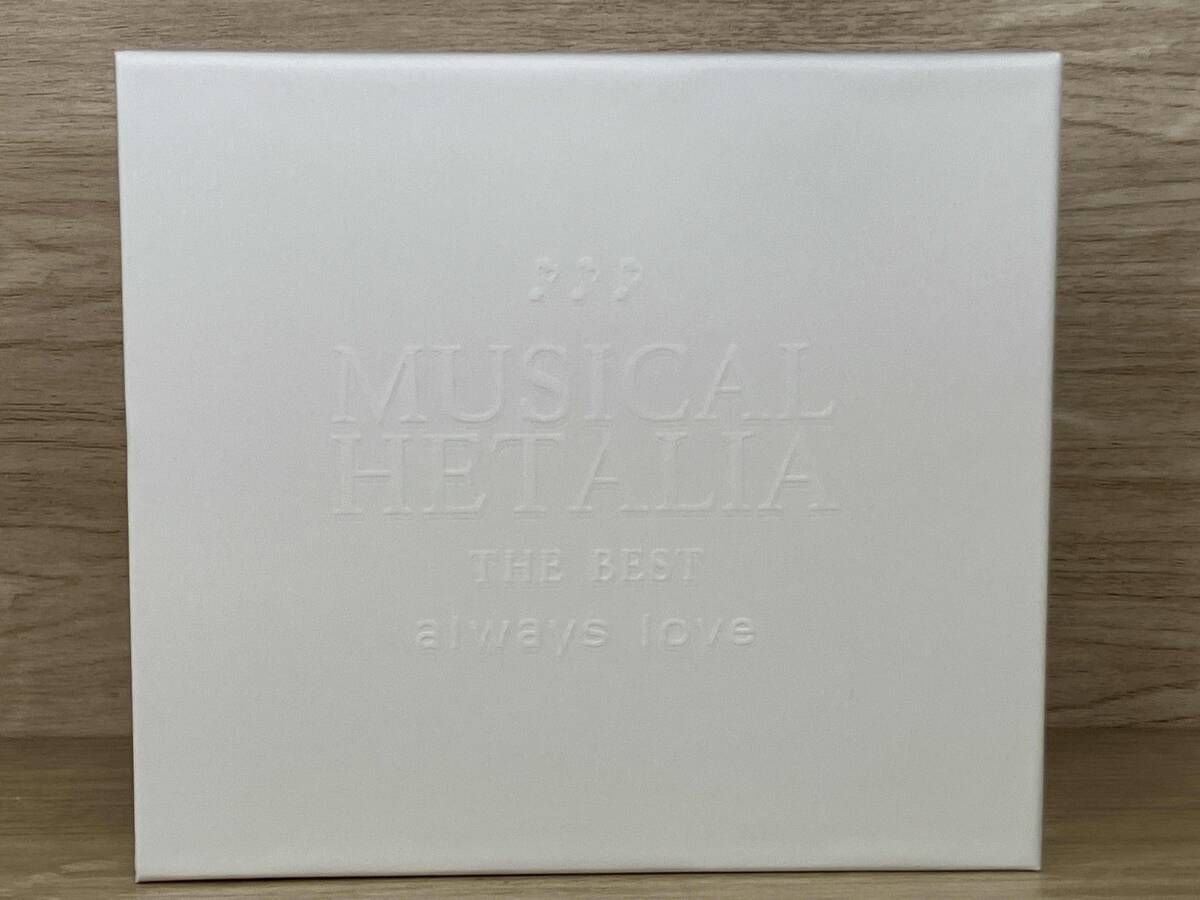 MUSICAL
HETALIA
THE BEST
always love